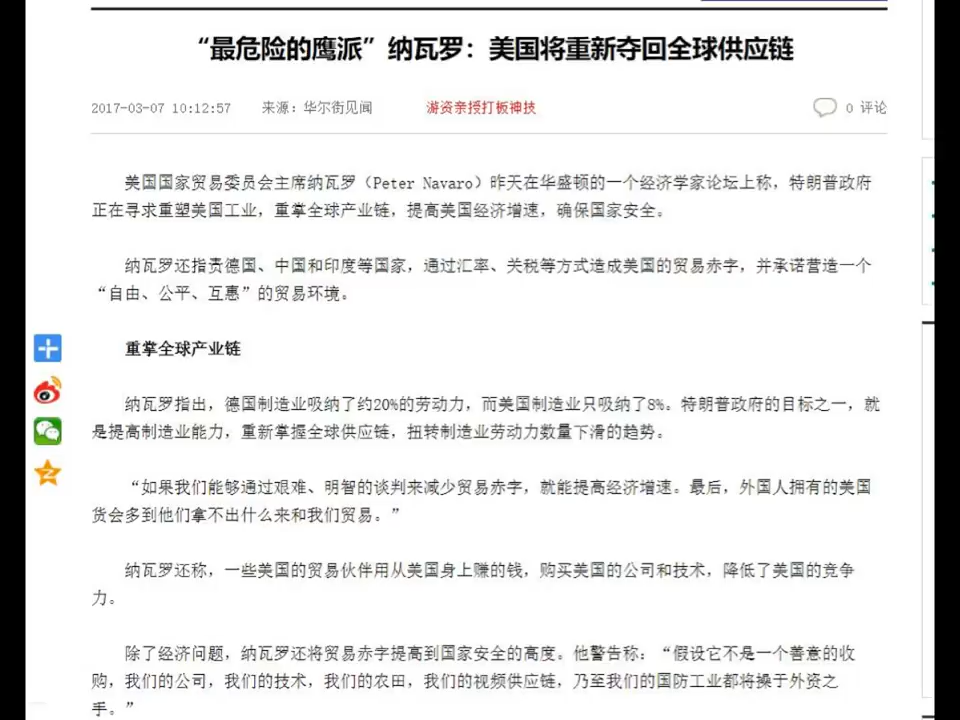 “最危险的鹰派”纳瓦罗：美国将重新夺回全球供应链
2017-03-07 10:12:57 来源：华尔街见闻 游资亲授打板神技 0 评论
美国国家贸易委员会主席纳瓦罗（Peter Navaro）昨天在华盛顿的一个经济学家论坛上称，特朗普政府
正在寻求重塑美国工业，重掌全球产业链，提高美国经济增速，确保国家安全。
纳瓦罗还指责德国、中国和印度等国家，通过汇率、关税等方式造成美国的贸易赤字，并承诺营造一个
“自由、公平、互惠”的贸易环境。
重掌全球产业链
纳瓦罗指出，德国制造业吸纳了约20%的劳动力，而美国制造业只吸纳了8%。特朗普政府的目标之一，就
是提高制造业能力，重新掌握全球供应链，扭转制造业劳动力数量下滑的趋势。
“如果我们能够通过艰难、明智的谈判来减少贸易赤字，就能提高经济增速。最后，外国人拥有的美国
货会多到他们拿不出什么来和我们贸易。”
纳瓦罗还称，一些美国的贸易伙伴用从美国身上赚的钱，购买美国的公司和技术，降低了美国的竞争
力。
除了经济问题，纳瓦罗还将贸易赤字提高到国家安全的高度。他警告称：“假设它不是一个善意的收
购，我们的公司，我们的技术，我们的农田，我们的视频供应链，乃至我们的国防工业都将操于外资之
手。”